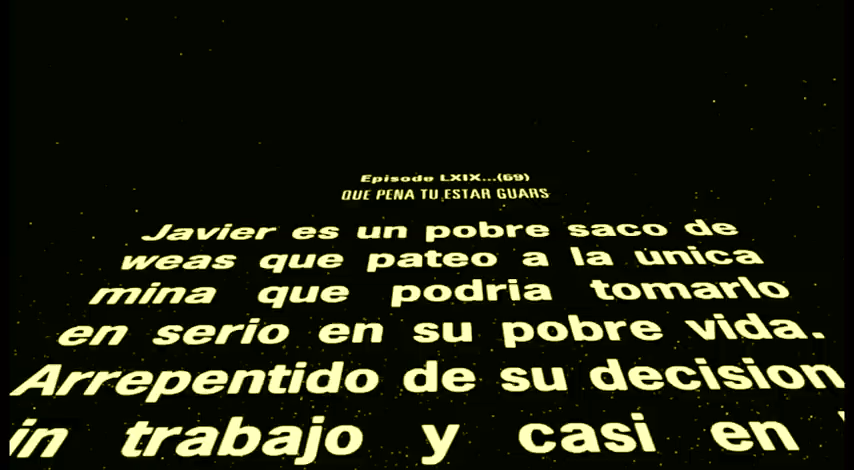 Episode LXIX...(69)
QUE PENA TU ESTAR GUARS
Javier es un pobre saco de
weas que pateo a la unica
mina que podria tomarlo
en serio en su pobre vida.
Arrepentido de su decision
in trabajo y casi en